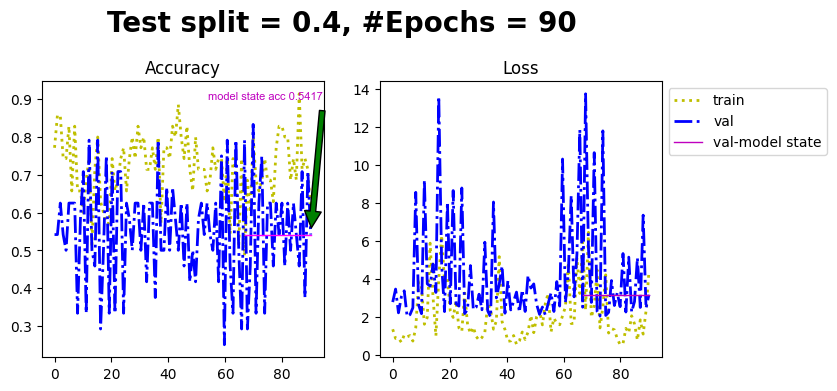 Test split = 0.4, #Epochs = 90
Accuracy
model state acc 0.5417
0.9
0.8
0.7
0.6
0.5
0.4
0.3
0 20 40 60 80
Loss
14
12
10
8
6
4
2
0
0 20 40 60 80
train
val
val-model state